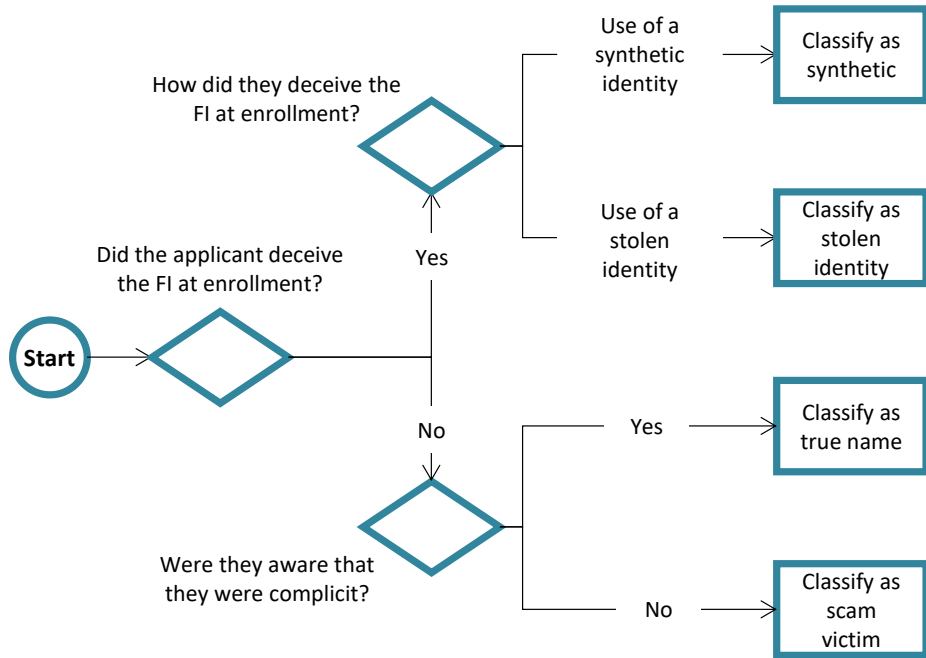 Start
Did the applicant deceive
the FI at enrollment?
Yes
How did they deceive the
FI at enrollment?
Use of a
synthetic
identity
Classify as
synthetic
Use of a
stolen
identity
Classify as
stolen
identity
No
Were they aware that
they were complicit?
Yes
Classify as
true name
No
Classify as
scam
victim